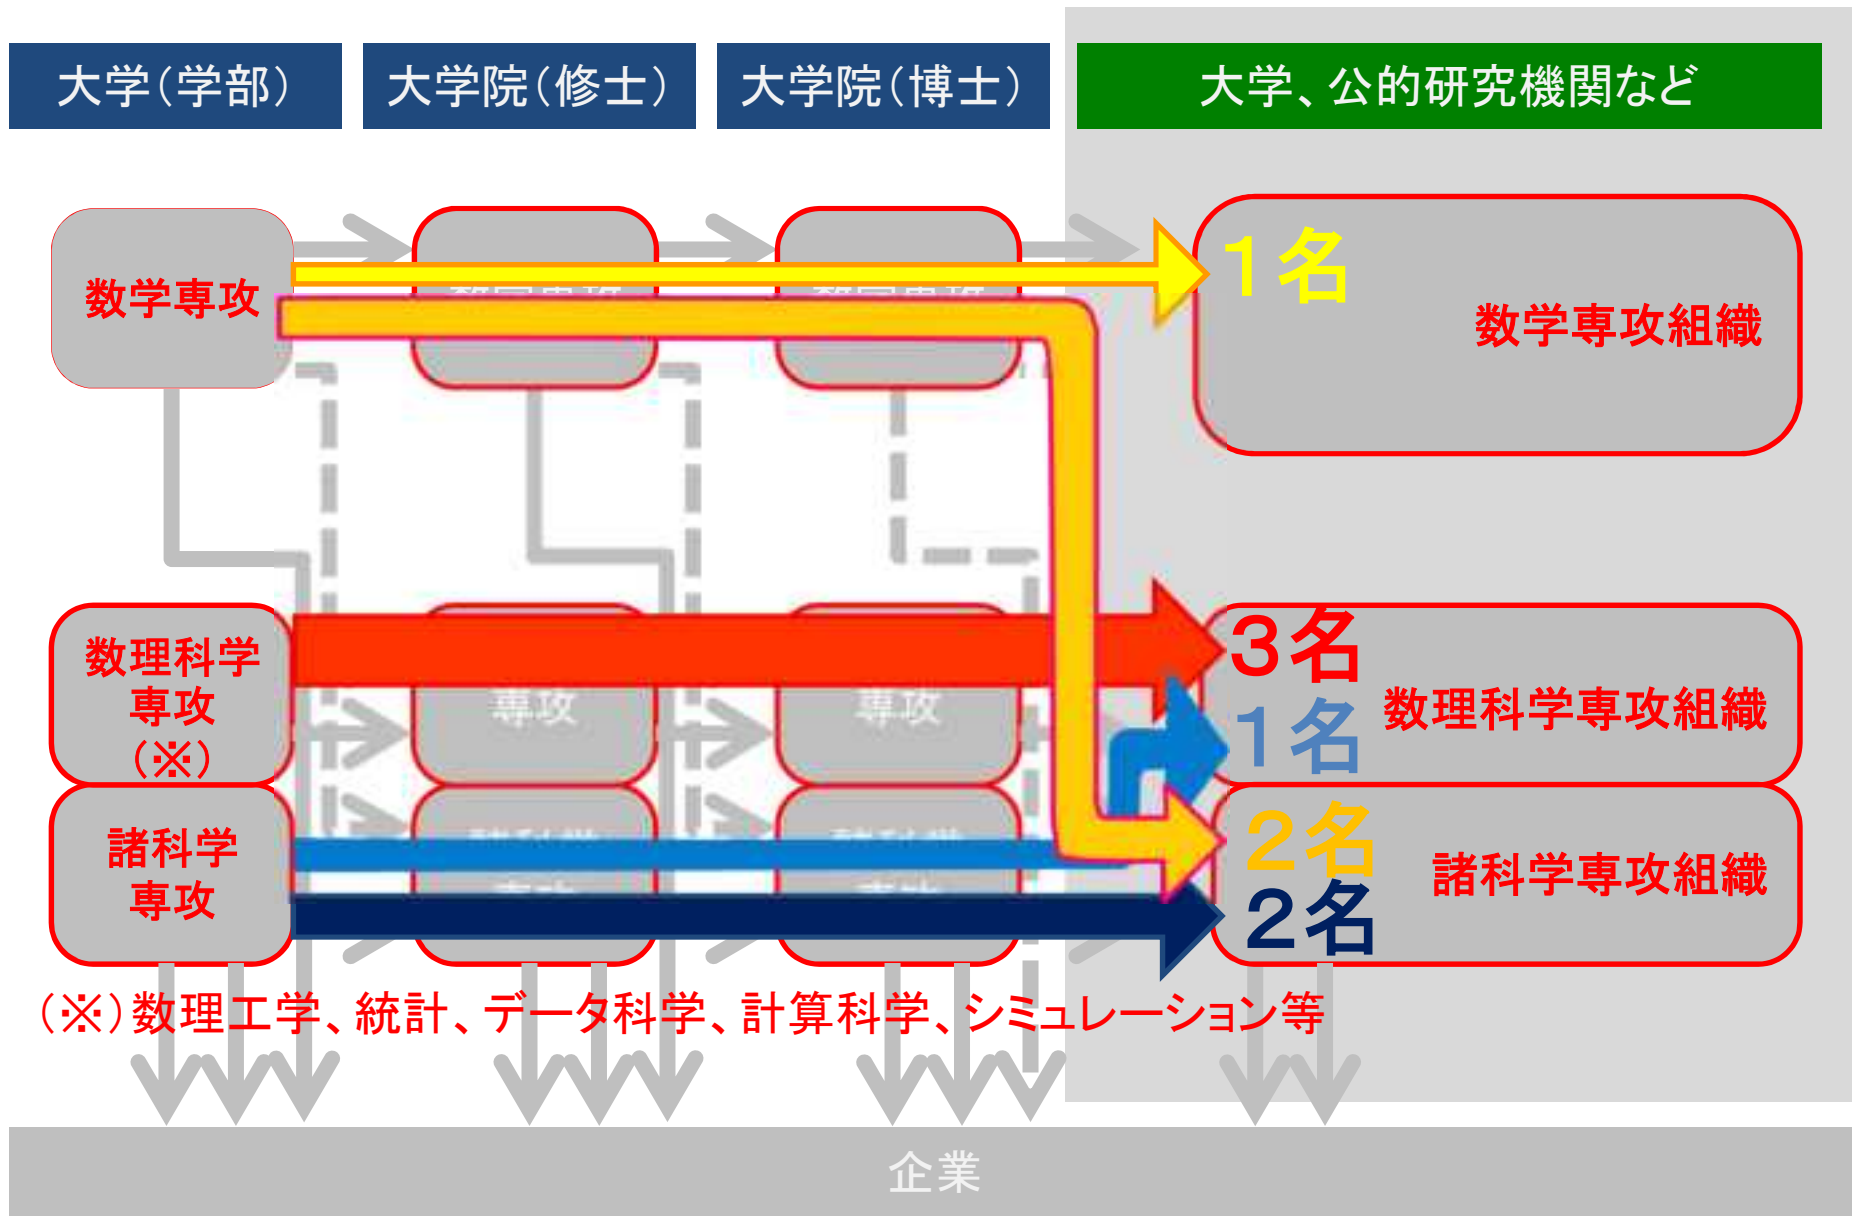 大学（学部）
大学院（修士）
大学院（博士）
大学、公的研究機関など
数学専攻
１名
数学専攻組織
数理科学
専攻
（※）
専攻
専攻
３名
１名
数理科学専攻組織
諸科学
専攻
２名
２名
諸科学専攻組織
（※）数理工学、統計、データ科学、計算科学、シミュレーション等
企業